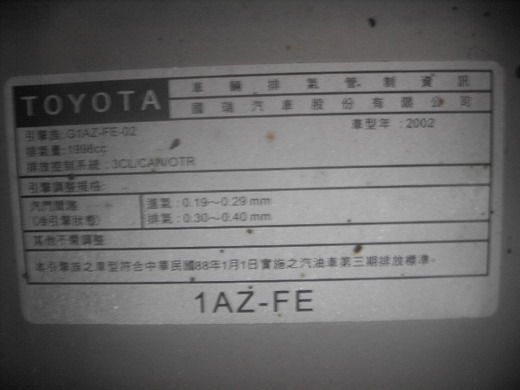 TOYOTA
車輛排氣管制資訊
國瑞汽車股份有限公司
引擎族:G1AZ-FE-02
車型年:2002
排氣量:1998cc
排放控制系統:3CL/CAN/OTR
引擎調整規格:
汽門間隙
(冷引擎狀態)
進氣:0.19~0.29 mm
排氣:0.30~0.40 mm
其他不需調整
本引擎族之車型符合中華民國88年1月1日實施之汽油車第三期排放標準。
1AZ-FE